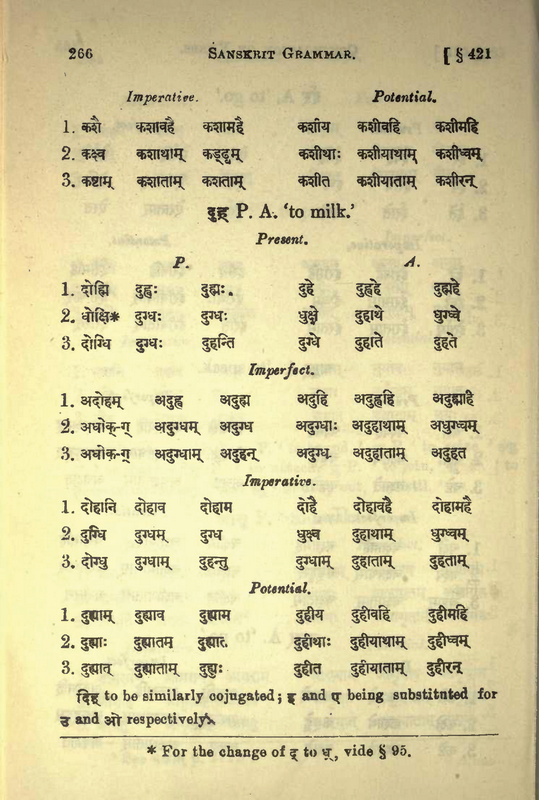 266 SANSKRIT GRAMMAR. [ § 421
Imperative. Potential.
1. कशै कशावहै कशामहै कशीय कशीवहि कशीमहि
2. कक्ष्व कशाथाम् कड्ढ्वम् कशीथाः कशीयाथाम् कशीध्वम्
3. कष्टाम् कशाताम् कशताम् कशीत कशीयाताम् कशीरन्
दुह् P. A. ‘to milk.’
Present.
P. A.
1. दोह्मि दुह्वः दुह्मः. दुहे दुह्वहे दुह्महे
2. धोक्षि* दुग्धः दुग्धः धुक्षे दुहाथे धुग्ध्वे
3. दोग्धि दुग्धः दुहन्ति दुग्धे दुहाते दुहते
Imperfect.
1. अदोहम् अदुह्व अदुह्म अदुहि अदुह्वहि अदुह्महि
2. अधोक्-ग् अदुग्धम् अदुग्ध अदुग्धाः अदुहाथाम् अधुग्ध्वम्
3. अधोक्-ग् अदुग्धाम् अदुहन् अदुग्ध अदुहाताम् अदुहत
Imperative.
1. दोहानि दोहाव दोहाम दोहै दोहावहै दोहामहै
2. दुग्धि दुग्धम् दुग्ध धुक्ष्व दुहाथाम् धुग्ध्वम्
3. दोग्धु दुग्धाम् दुहन्तु दुग्धाम् दुहाताम् दुहताम्
Potential.
1. दुह्याम् दुह्याव दुह्याम दुहीय दुहीवहि दुहीमहि
2. दुह्याः दुह्यातम् दुह्यात दुहीथाः दुहीयाथाम् दुहीध्वम्
3. दुह्यात् दुह्याताम् दुह्युः दुहीत दुहीयाताम् दुहीरन्
दिह् to be similarly cojugated; इ and ए being substituted for
उ and ओ respectively.
* For the change of द् to ध्, vide § 95.